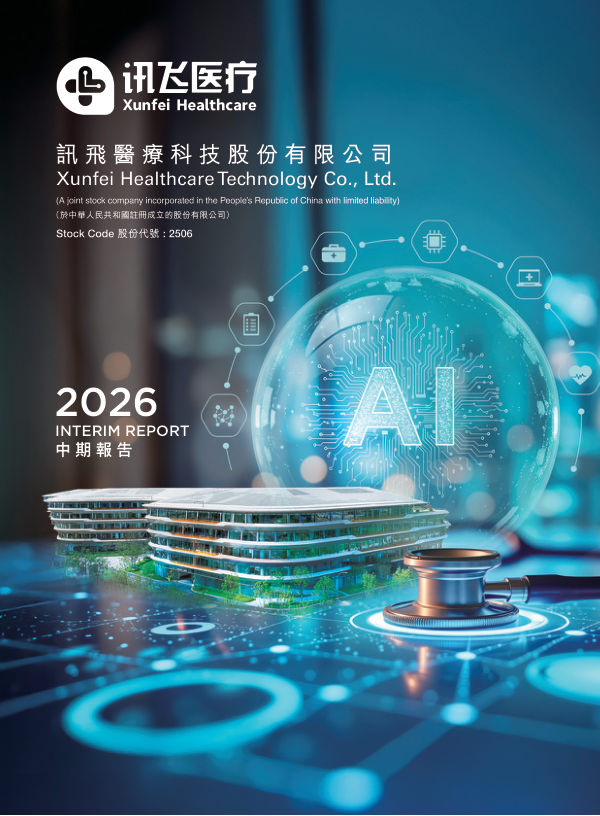 讯飞医疗
Xunfei Healthcare
訊飛醫療科技股份有限公司
Xunfei Healthcare Technology Co., Ltd.
(A joint stock company incorporated in the People's Republic of China with limited liability)
(於中華人民共和國註冊成立的股份有限公司)
Stock Code 股份代號 : 2506
AI
2026
INTERIM REPORT
中期報告